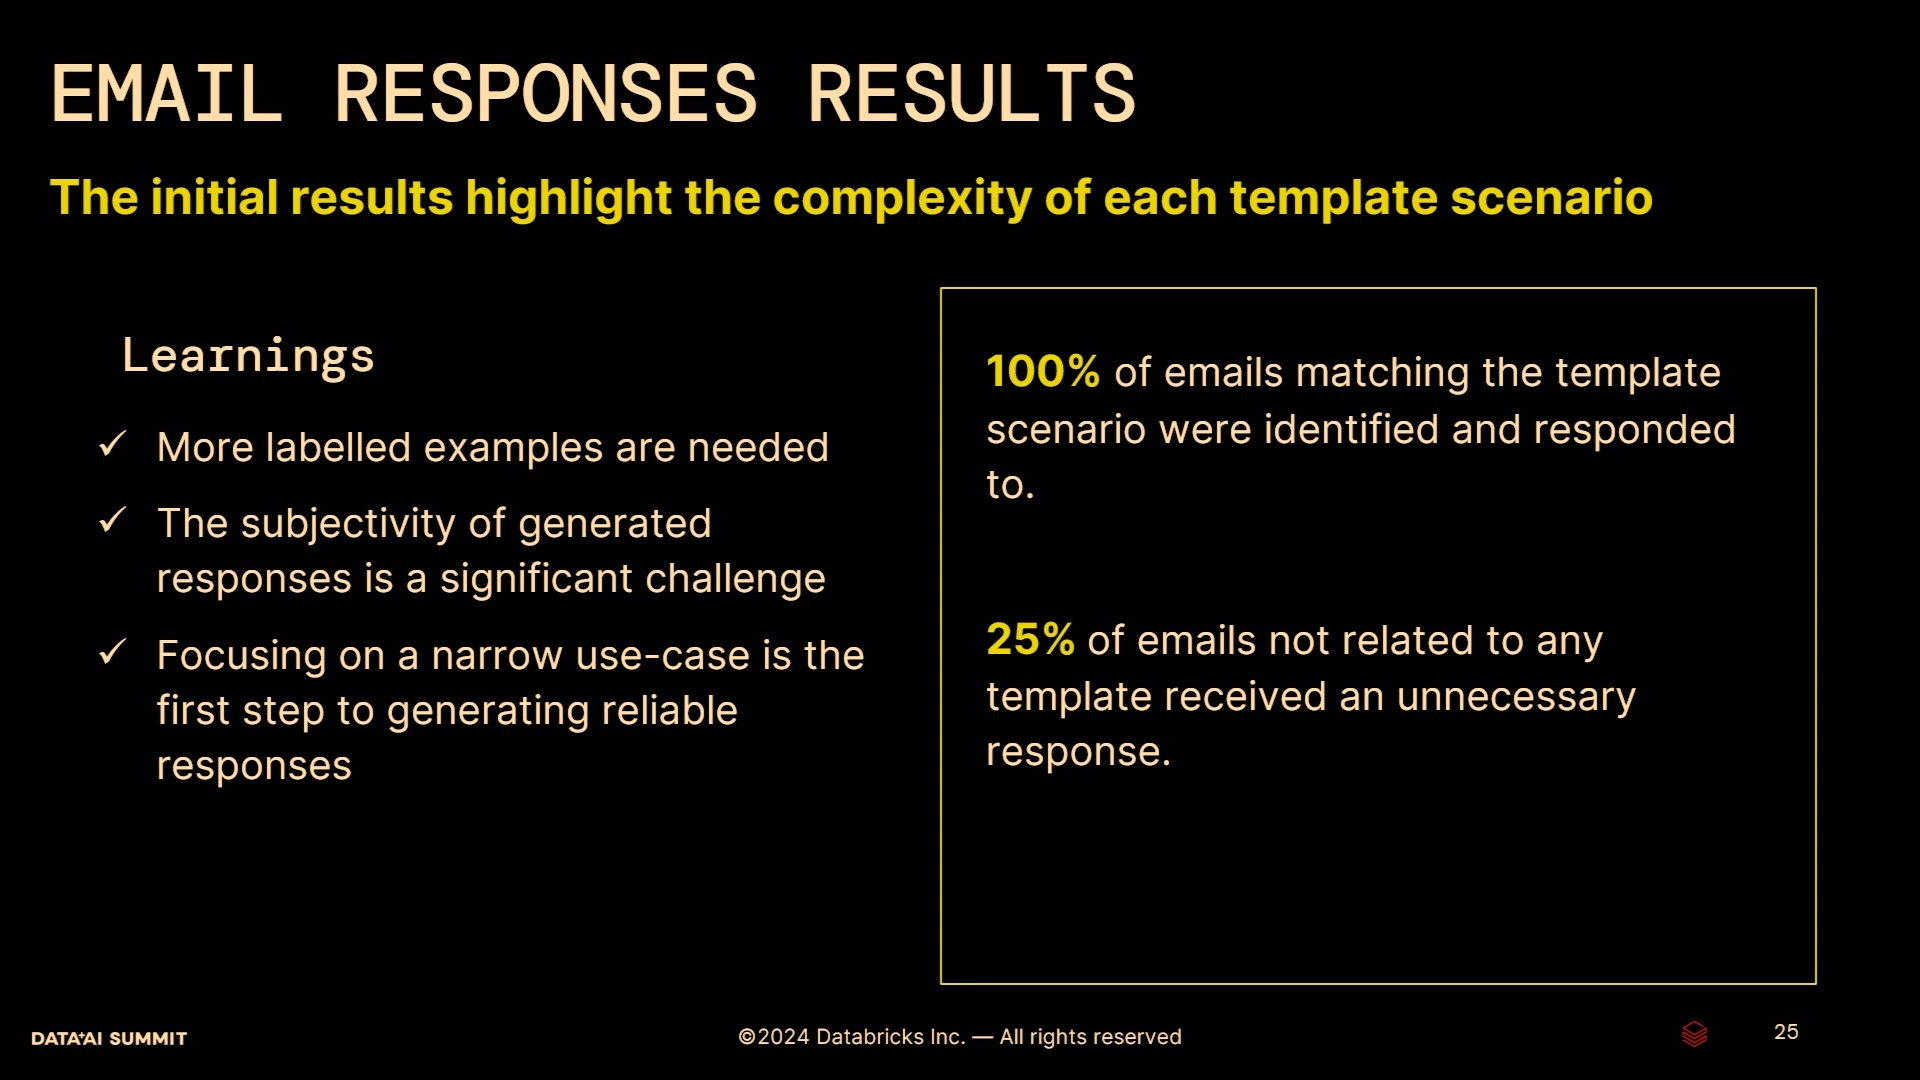 EMAIL RESPONSES RESULTS
The initial results highlight the complexity of each template scenario
Learnings
✓ More labelled examples are needed
✓ The subjectivity of generated
responses is a significant challenge
✓ Focusing on a narrow use-case is the
first step to generating reliable
responses
100% of emails matching the template
scenario were identified and responded
to.
25% of emails not related to any
template received an unnecessary
response.
DATA+AI SUMMIT
©2024 Databricks Inc. — All rights reserved
25